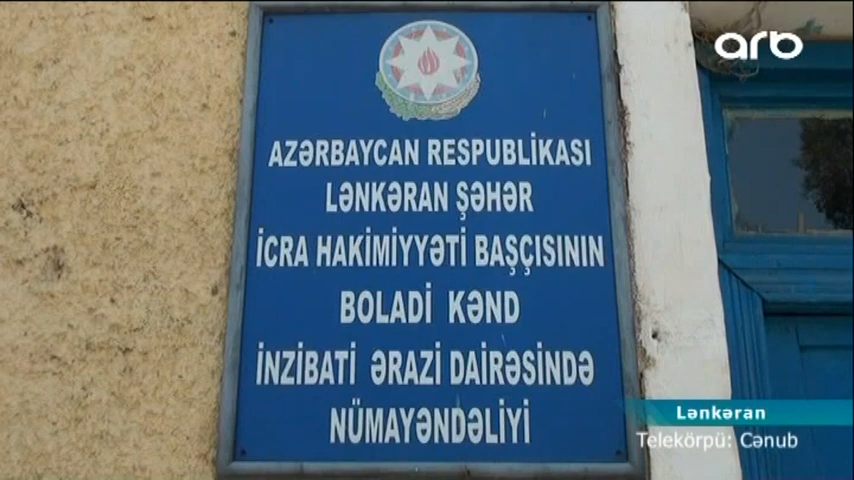 arb
AZƏRBAYCAN RESPUBLİKASI
LƏNKƏRAN ŞƏHƏR
İCRA HAKİMİYYƏTİ BAŞÇISININ
BOLADİ KƏND
İNZİBATİ ƏRAZİ DAİRƏSİNDƏ
NÜMAYƏNDƏLİYİ
Lənkəran
Telekörpü: Cənub